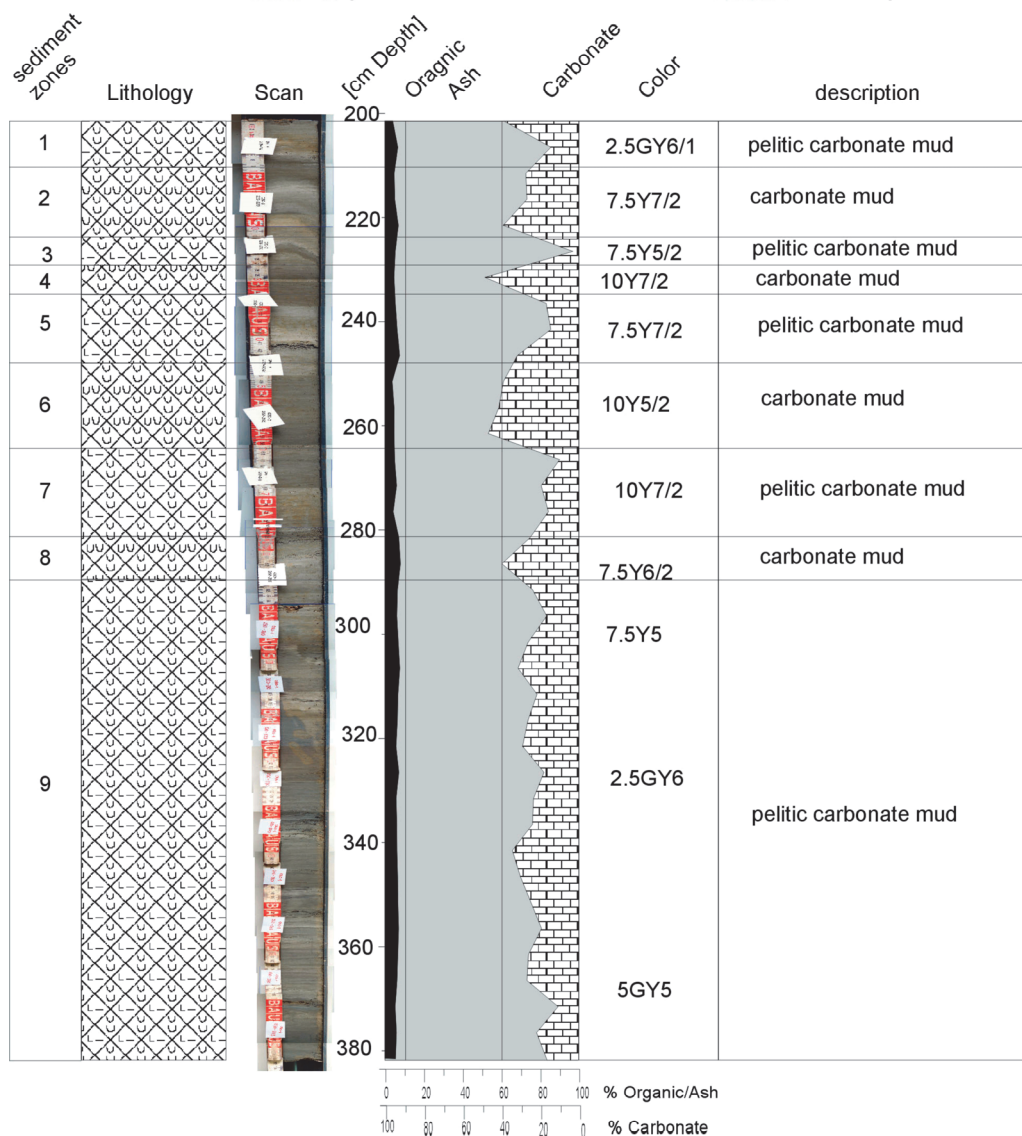 sediment
zones
Lithology
Scan
[cm Depth]
Oragnic
Ash
Carbonate
Color
description
200
1
2.5GY6/1
pelitic carbonate mud
2
7.5Y7/2
carbonate mud
220
3
7.5Y5/2
pelitic carbonate mud
4
10Y7/2
carbonate mud
240
5
7.5Y7/2
pelitic carbonate mud
6
10Y5/2
carbonate mud
260
7
10Y7/2
pelitic carbonate mud
280
8
7.5Y6/2
carbonate mud
300
7.5Y5
320
9
2.5GY6
pelitic carbonate mud
340
360
5GY5
380
0 20 40 60 80 100 % Organic/Ash
100 80 60 40 20 0 % Carbonate